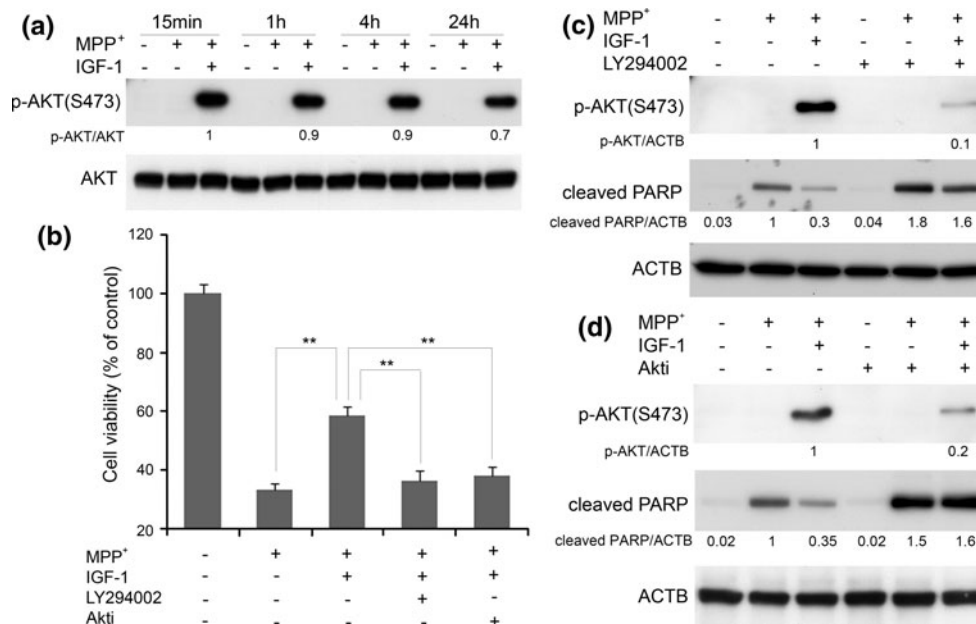 (a)
15min 1h 4h 24h
MPP+ - + + - + + - + + - + +
IGF-1 - - + - - + - - + - - +
p-AKT(S473)
p-AKT/AKT 1 0.9 0.9 0.7
AKT
(b)
Cell viability (% of control)
120
100
80
60
40
20
** ** **
MPP+ - + + + +
IGF-1 - - + + +
LY294002 - - - + -
Akti - - - - +
(c)
MPP+ - + + - + +
IGF-1 - - + - - +
LY294002 - - - + + +
p-AKT(S473)
p-AKT/ACTB 1 0.1
cleaved PARP
cleaved PARP/ACTB 0.03 1 0.3 0.04 1.8 1.6
ACTB
(d)
MPP+ - + + - + +
IGF-1 - - + - - +
Akti - - - + + +
p-AKT(S473)
p-AKT/ACTB 1 0.2
cleaved PARP
cleaved PARP/ACTB 0.02 1 0.35 0.02 1.5 1.6
ACTB